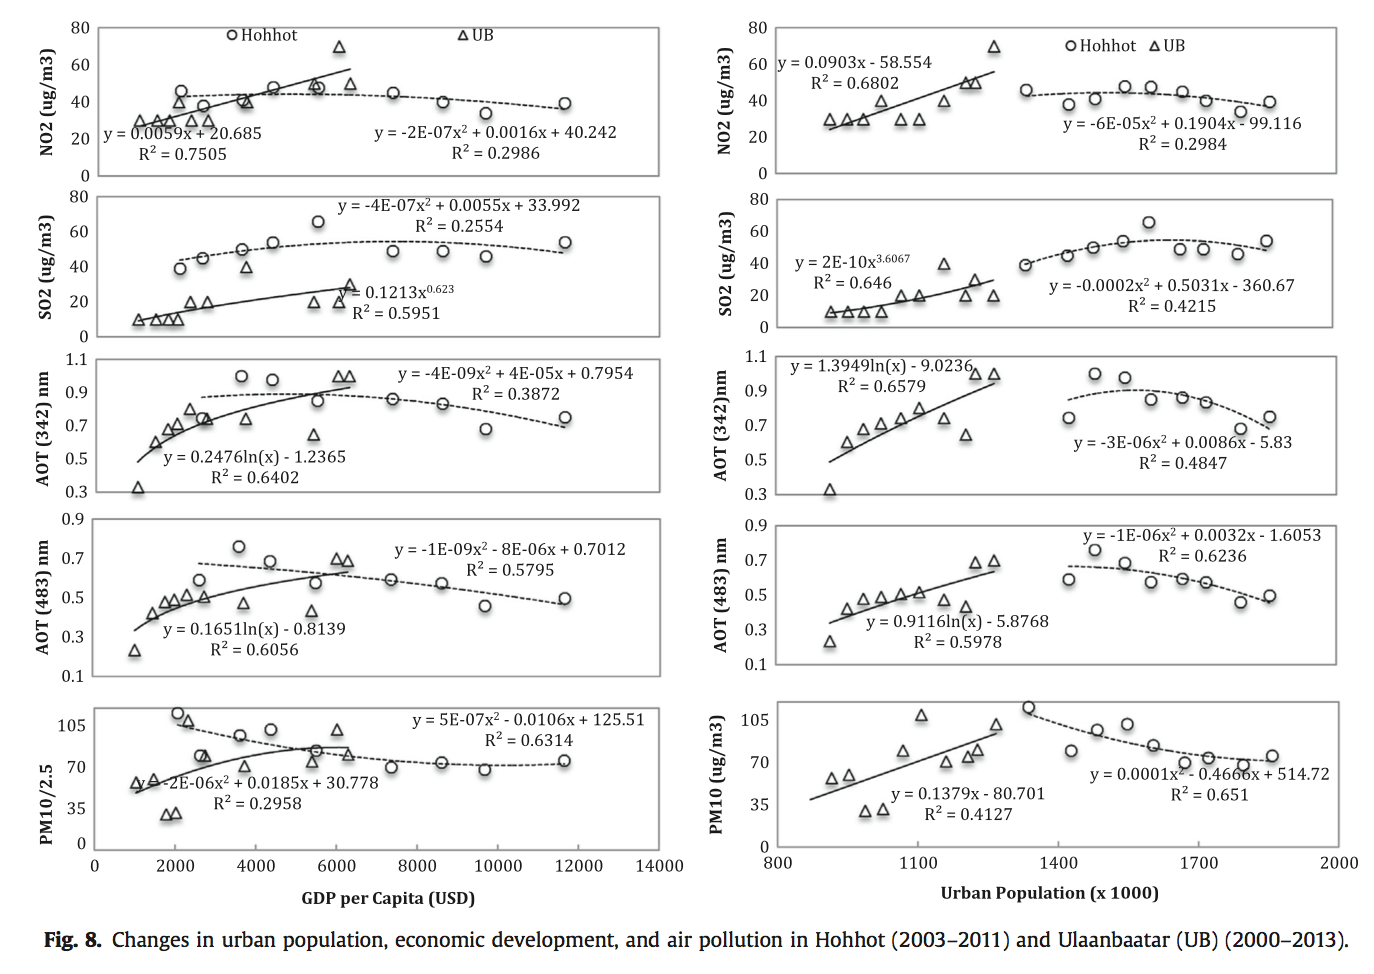 80
60
40
20
0
NO2 (ug/m3)
Hohhot
UB
y = 0.0059x + 20.685
R² = 0.7505
y = -2E-07x² + 0.0016x + 40.242
R² = 0.2986
80
60
40
20
0
NO2 (ug/m3)
Hohhot
UB
y = 0.0903x - 58.554
R² = 0.6802
y = -6E-05x² + 0.1904x - 99.116
R² = 0.2984
80
60
40
20
0
SO2 (ug/m3)
y = -4E-07x² + 0.0055x + 33.992
R² = 0.2554
y = 0.1213x^0.623
R² = 0.5951
80
60
40
20
0
SO2 (ug/m3)
y = 2E-10x^3.6067
R² = 0.646
y = -0.0002x² + 0.5031x - 360.67
R² = 0.4215
1.1
0.9
0.7
0.5
0.3
AOT (342) nm
y = -4E-09x² + 4E-05x + 0.7954
R² = 0.3872
y = 0.2476ln(x) - 1.2365
R² = 0.6402
1.1
0.9
0.7
0.5
0.3
AOT (342)nm
y = 1.3949ln(x) - 9.0236
R² = 0.6579
y = -3E-06x² + 0.0086x - 5.83
R² = 0.4847
0.9
0.7
0.5
0.3
0.1
AOT (483) nm
y = -1E-09x² - 8E-06x + 0.7012
R² = 0.5795
y = 0.1651ln(x) - 0.8139
R² = 0.6056
0.9
0.7
0.5
0.3
0.1
AOT (483) nm
y = -1E-06x² + 0.0032x - 1.6053
R² = 0.6236
y = 0.9116ln(x) - 5.8768
R² = 0.5978
105
70
35
0
PM10/2.5
y = 5E-07x² - 0.0106x + 125.51
R² = 0.6314
y = -2E-06x² + 0.0185x + 30.778
R² = 0.2958
0 2000 4000 6000 8000 10000 12000 14000
GDP per Capita (USD)
105
70
35
0
PM10 (ug/m3)
y = 0.0001x² - 0.4666x + 514.72
R² = 0.651
y = 0.1379x - 80.701
R² = 0.4127
800 1100 1400 1700 2000
Urban Population (x 1000)
Fig. 8. Changes in urban population, economic development, and air pollution in Hohhot (2003–2011) and Ulaanbaatar (UB) (2000–2013).